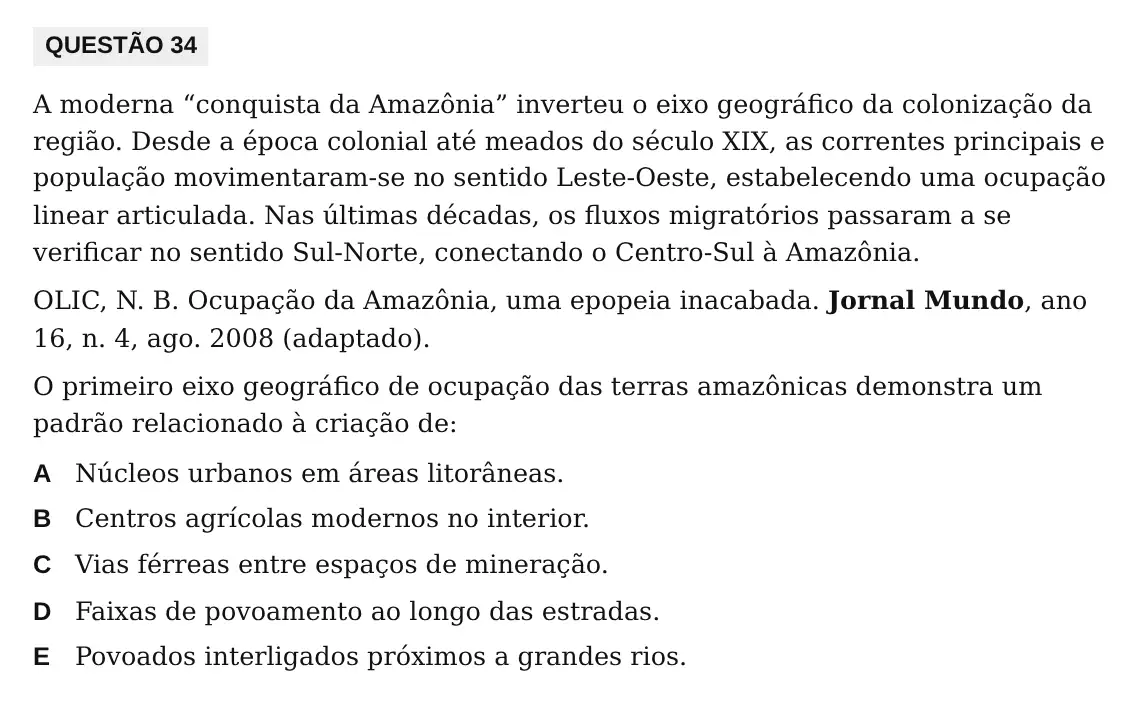 QUESTÃO 34
A moderna “conquista da Amazônia” inverteu o eixo geográfico da colonização da
região. Desde a época colonial até meados do século XIX, as correntes principais e
população movimentaram-se no sentido Leste-Oeste, estabelecendo uma ocupação
linear articulada. Nas últimas décadas, os fluxos migratórios passaram a se
verificar no sentido Sul-Norte, conectando o Centro-Sul à Amazônia.
OLIC, N. B. Ocupação da Amazônia, uma epopeia inacabada. Jornal Mundo, ano
16, n. 4, ago. 2008 (adaptado).
O primeiro eixo geográfico de ocupação das terras amazônicas demonstra um
padrão relacionado à criação de:
A Núcleos urbanos em áreas litorâneas.
B Centros agrícolas modernos no interior.
C Vias férreas entre espaços de mineração.
D Faixas de povoamento ao longo das estradas.
E Povoados interligados próximos a grandes rios.